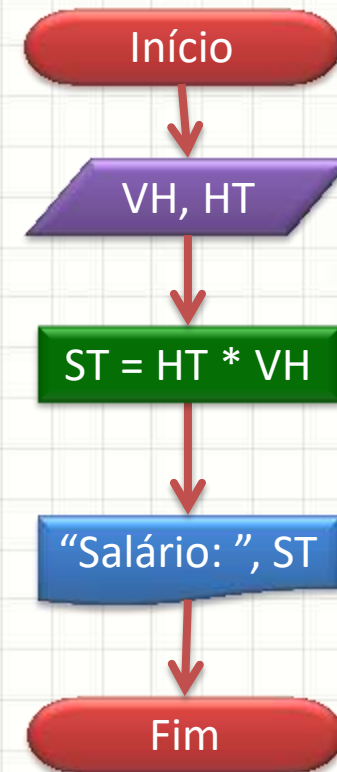 Início
VH, HT
ST = HT * VH
“Salário: ”, ST
Fim